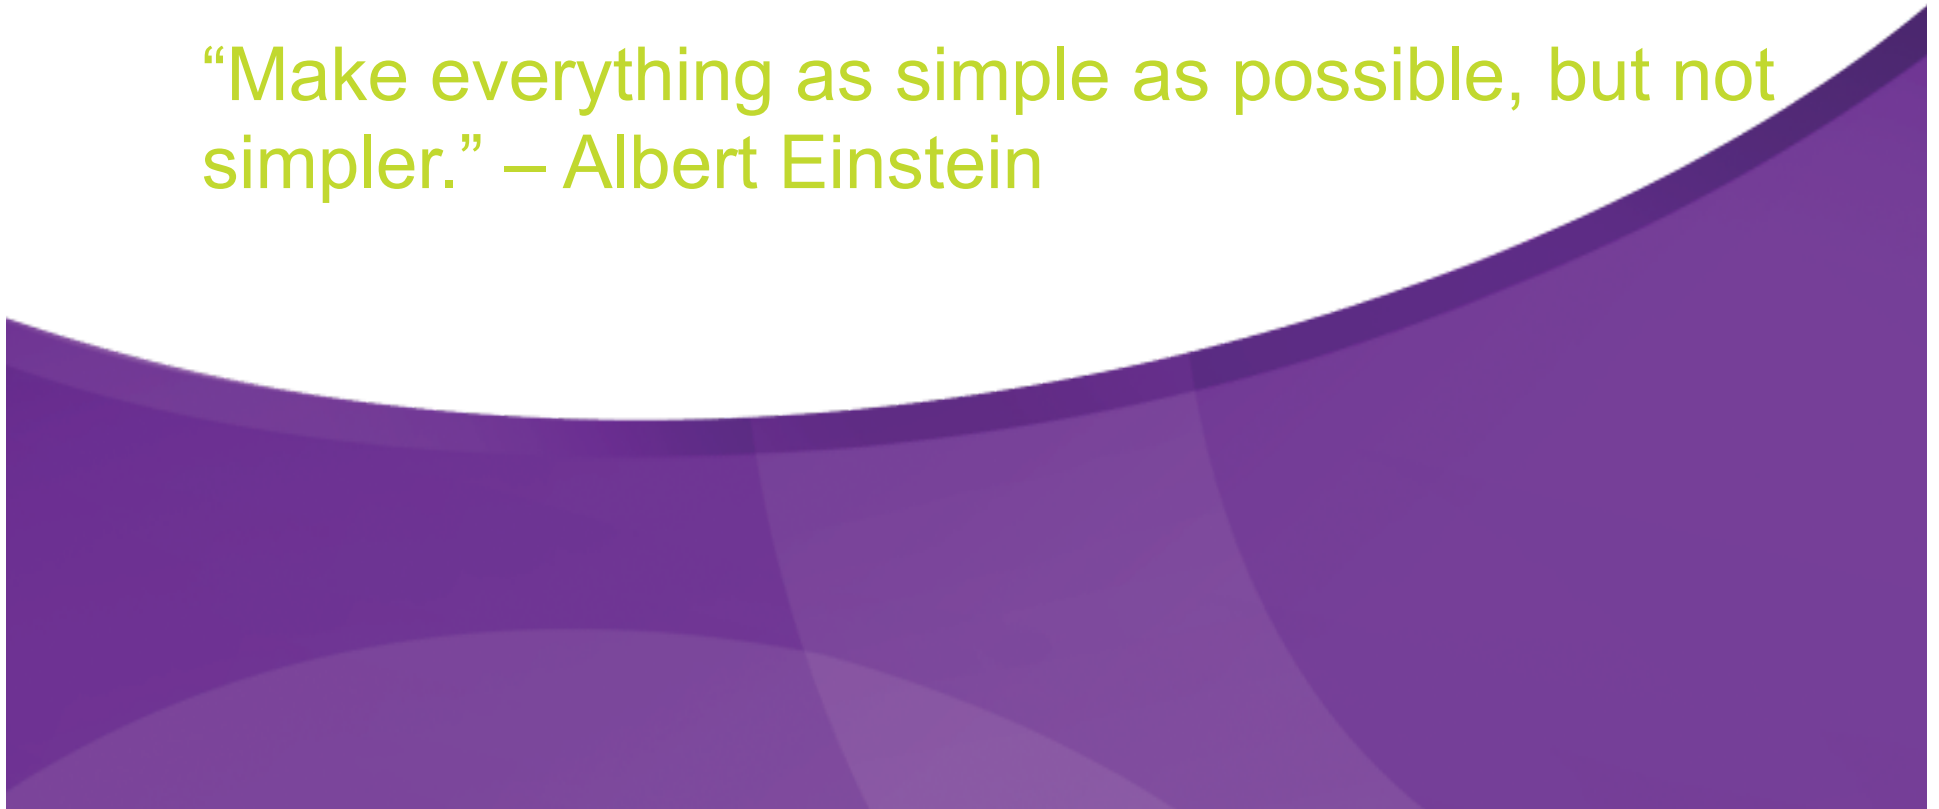 “Make everything as simple as possible, but not
simpler.” – Albert Einstein